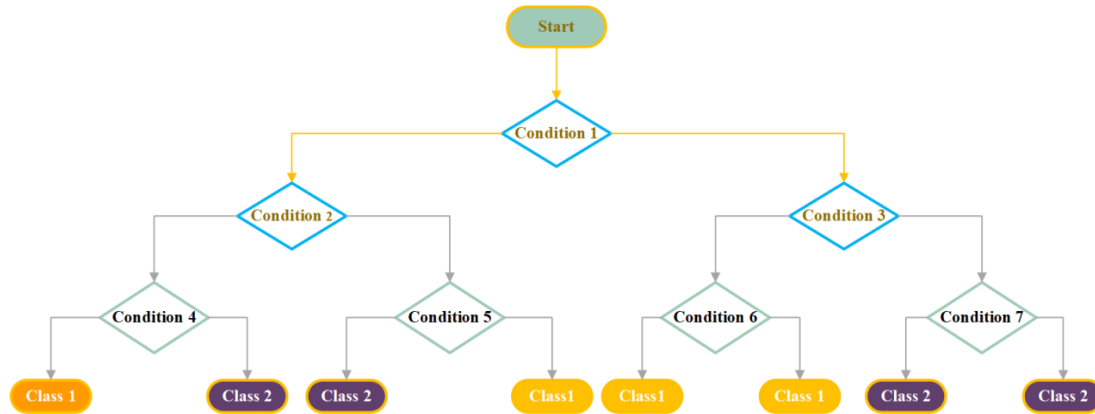 Start
Condition 1
Condition 2
Condition 3
Condition 4
Condition 5
Condition 6
Condition 7
Class 1
Class 2
Class 2
Class1
Class1
Class 1
Class 2
Class 2